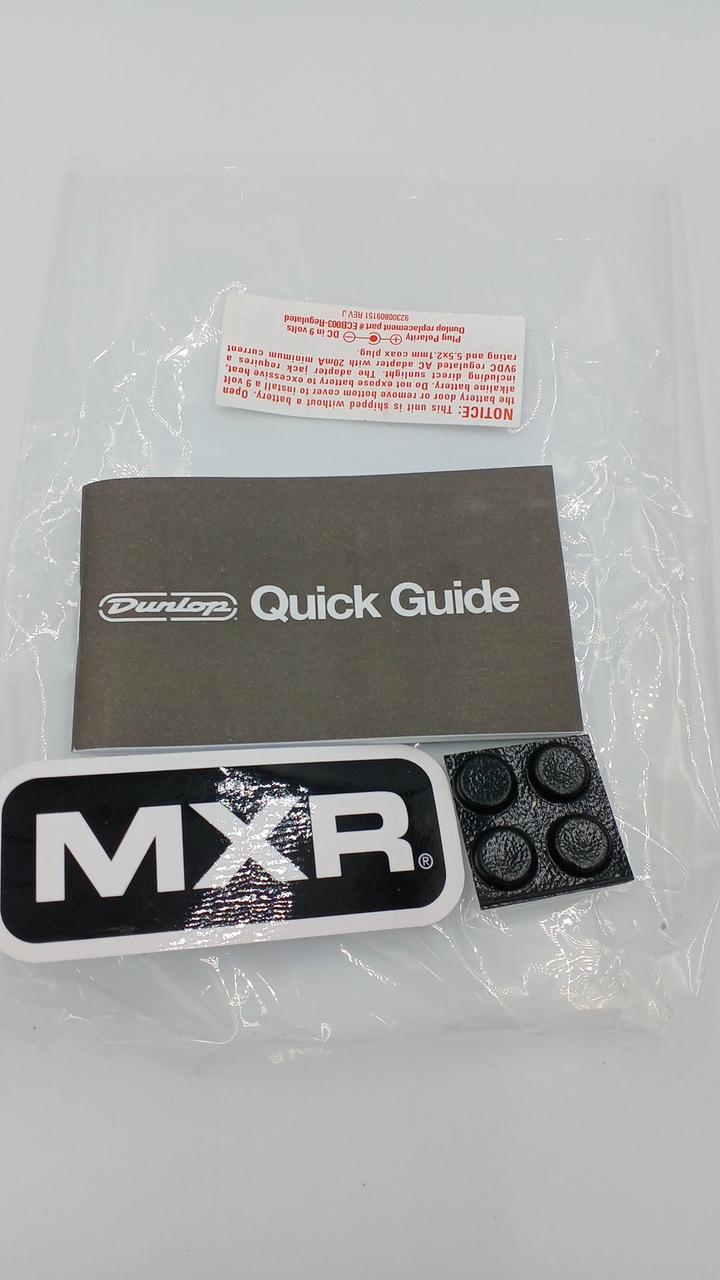 NOTICE: This unit is shipped without a battery. Open
the battery door or remove bottom cover to install a 9 volt
alkaline battery. Do not expose battery to excessive heat,
including direct sunlight. The adapter jack requires a
9VDC regulated AC adapter with 20mA minimum current
rating and 5.5x2.1mm coax plug.
Plug Polarity + - DC in 9 volts
Dunlop replacement part # ECB003-Regulated
92300809151 REV J
Dunlop Quick Guide
MXR®